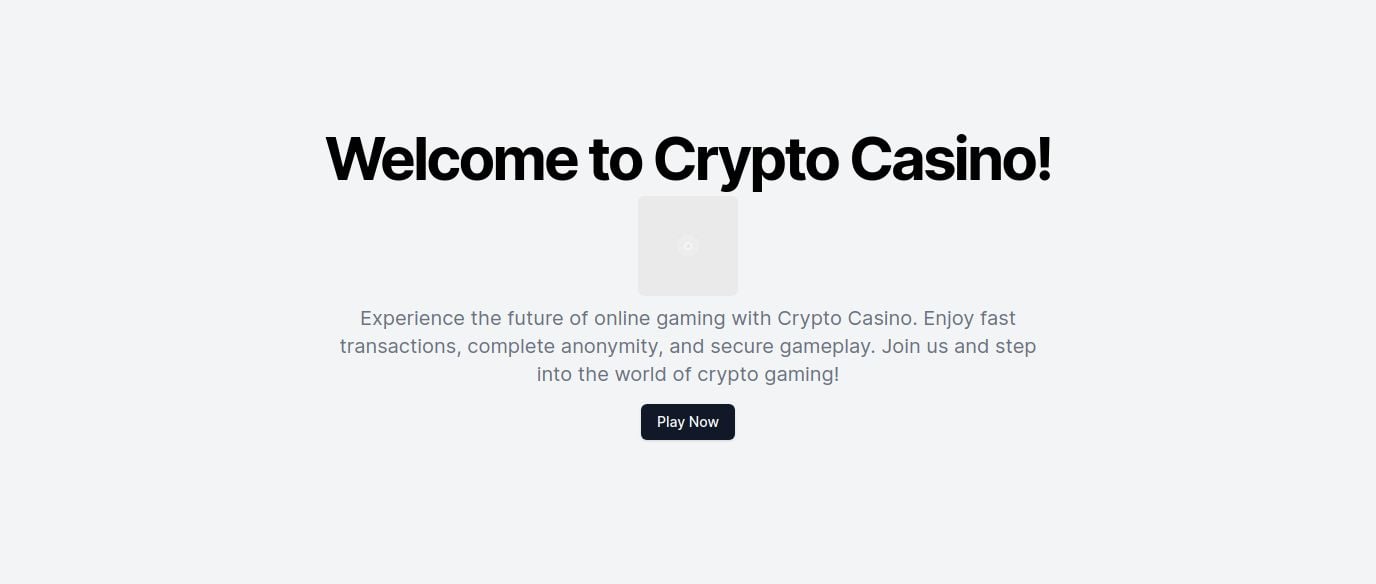 Welcome to Crypto Casino!
Experience the future of online gaming with Crypto Casino. Enjoy fast
transactions, complete anonymity, and secure gameplay. Join us and step
into the world of crypto gaming!
Play Now